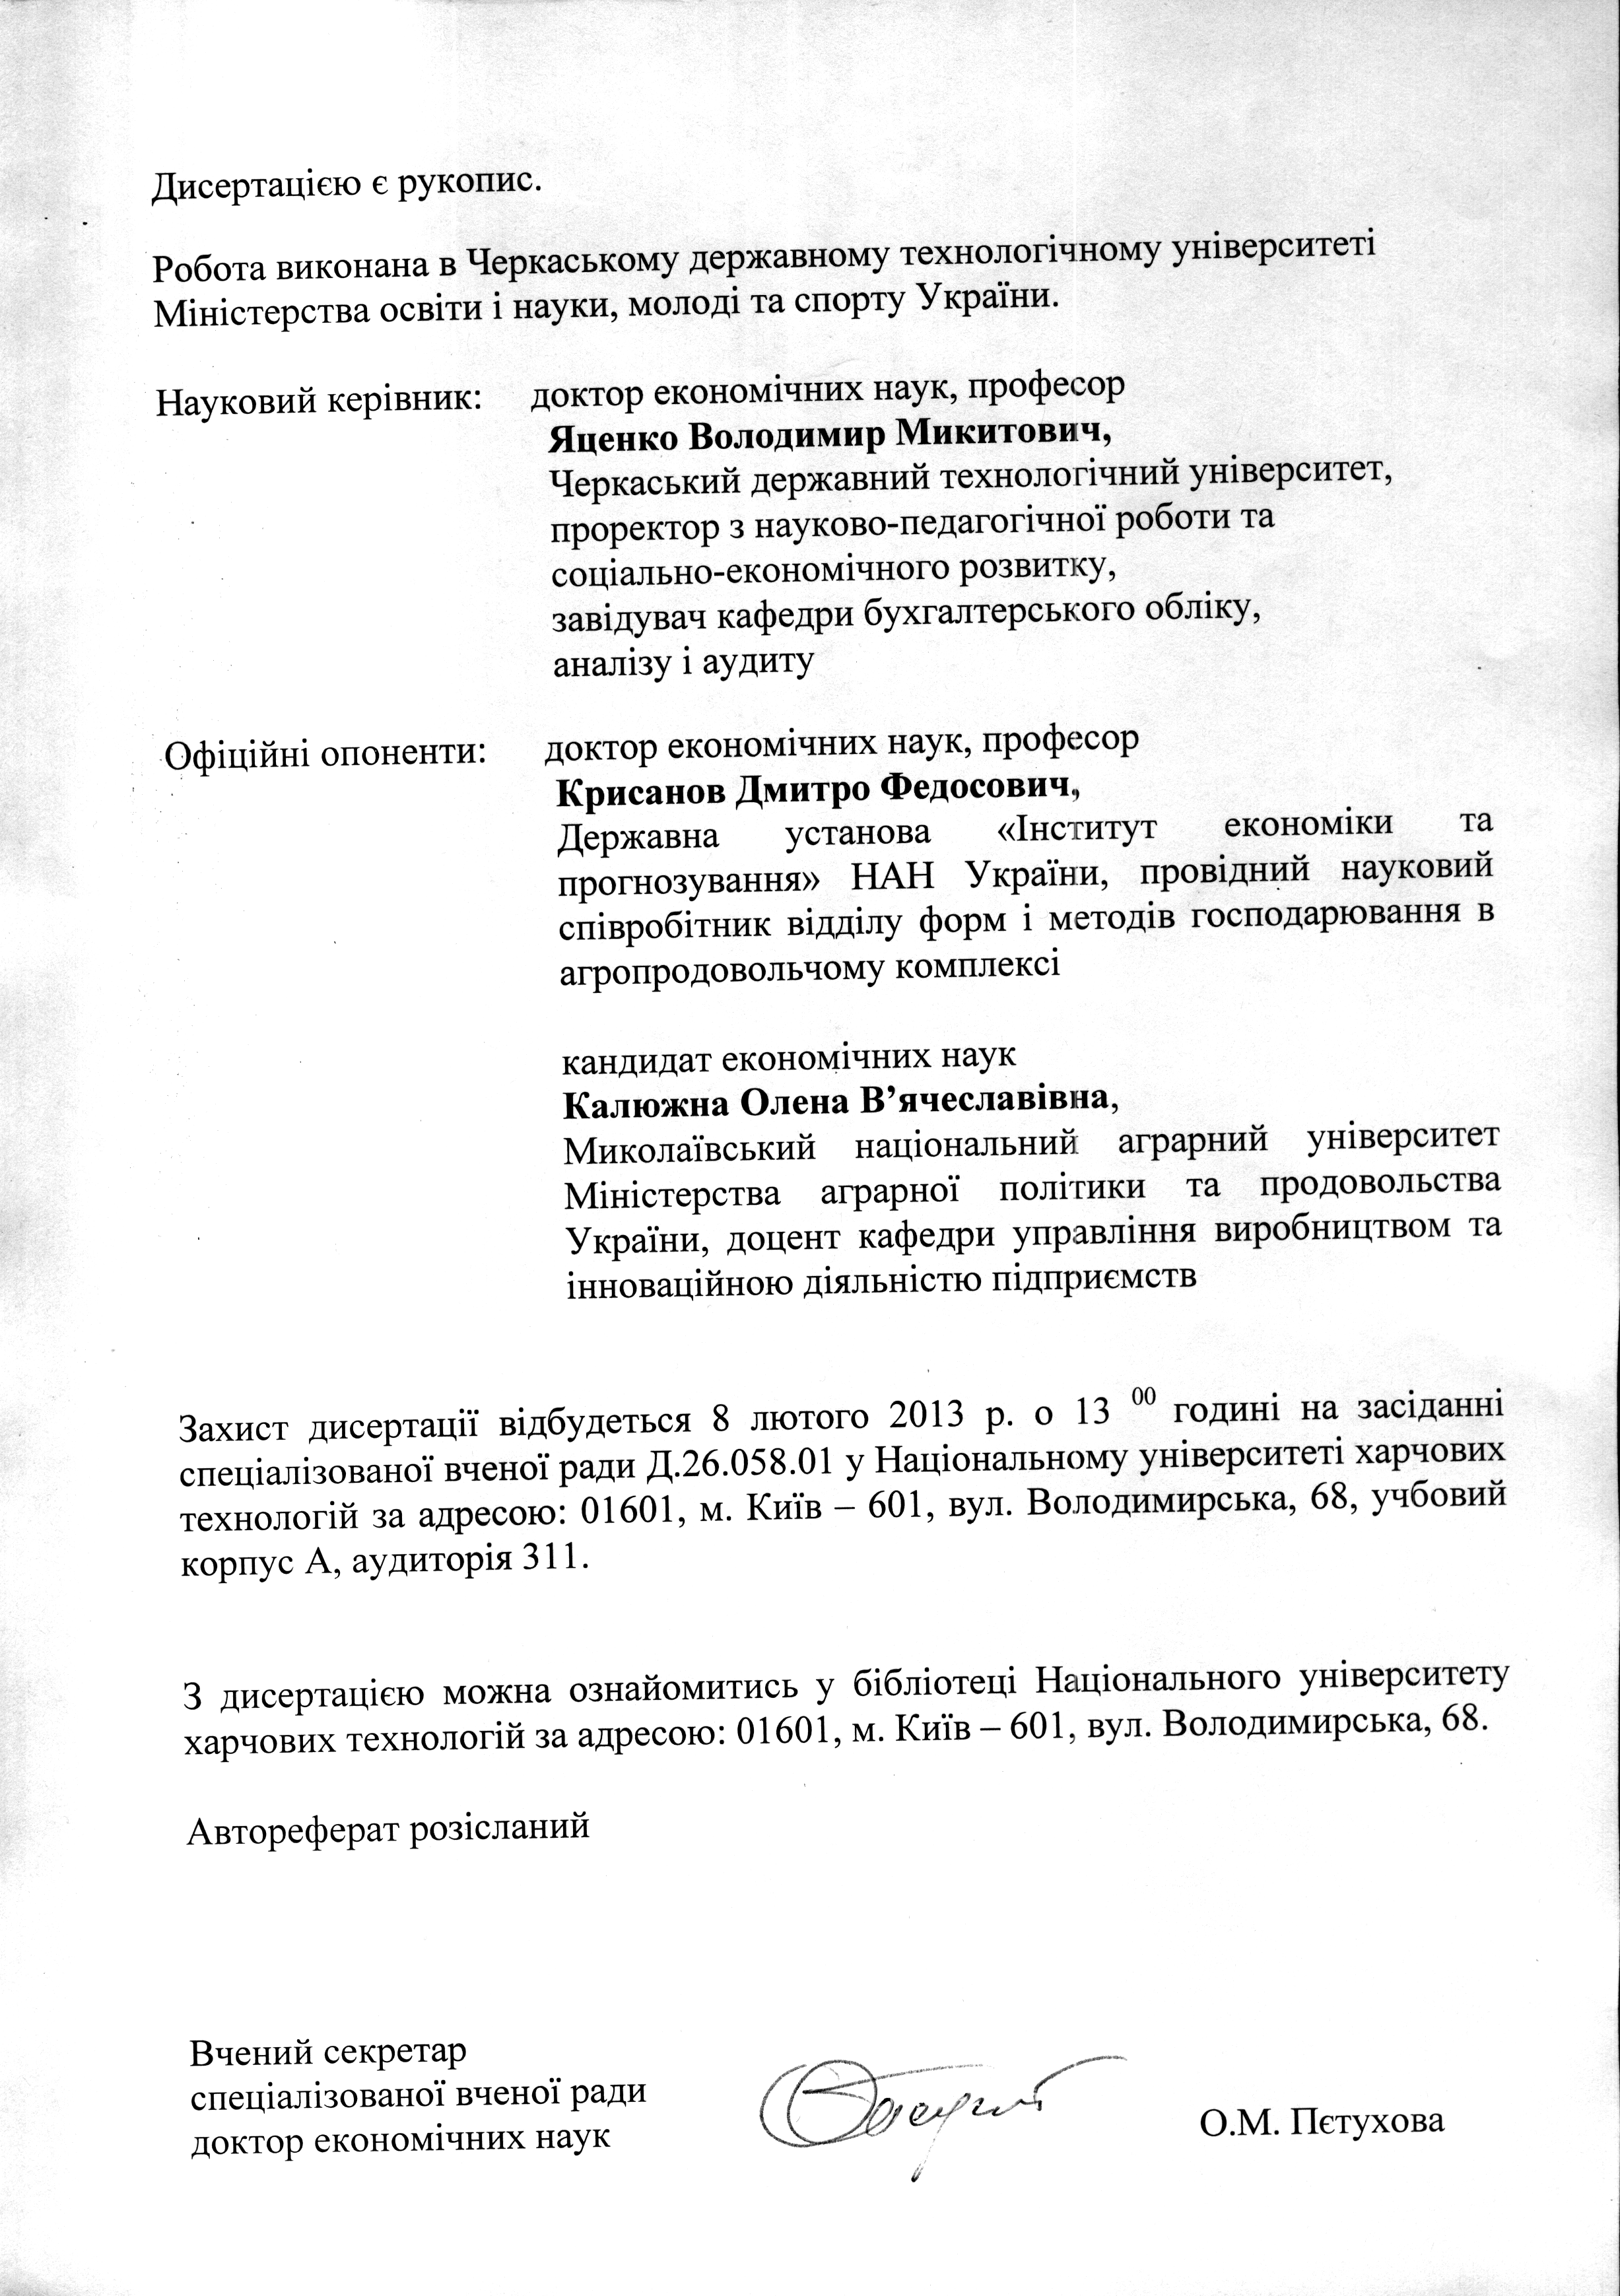 Дисертацією є рукопис.
Робота виконана в Черкаському державному технологічному університеті
Міністерства освіти і науки, молоді та спорту України.
Науковий керівник: доктор економічних наук, професор
Яценко Володимир Микитович,
Черкаський державний технологічний університет,
проректор з науково-педагогічної роботи та
соціально-економічного розвитку,
завідувач кафедри бухгалтерського обліку,
аналізу і аудиту
Офіційні опоненти: доктор економічних наук, професор
Крисанов Дмитро Федосович,
Державна установа «Інститут економіки та
прогнозування» НАН України, провідний науковий
співробітник відділу форм і методів господарювання в
агропродовольчому комплексі
кандидат економічних наук
Калюжна Олена В’ячеславівна,
Миколаївський національний аграрний університет
Міністерства аграрної політики та продовольства
України, доцент кафедри управління виробництвом та
інноваційною діяльністю підприємств
Захист дисертації відбудеться 8 лютого 2013 р. о 13 00 годині на засіданні
спеціалізованої вченої ради Д.26.058.01 у Національному університеті харчових
технологій за адресою: 01601, м. Київ – 601, вул. Володимирська, 68, учбовий
корпус А, аудиторія 311.
З дисертацією можна ознайомитись у бібліотеці Національного університету
харчових технологій за адресою: 01601, м. Київ – 601, вул. Володимирська, 68.
Автореферат розісланий
Вчений секретар
спеціалізованої вченої ради
доктор економічних наук О.М. Пєтухова